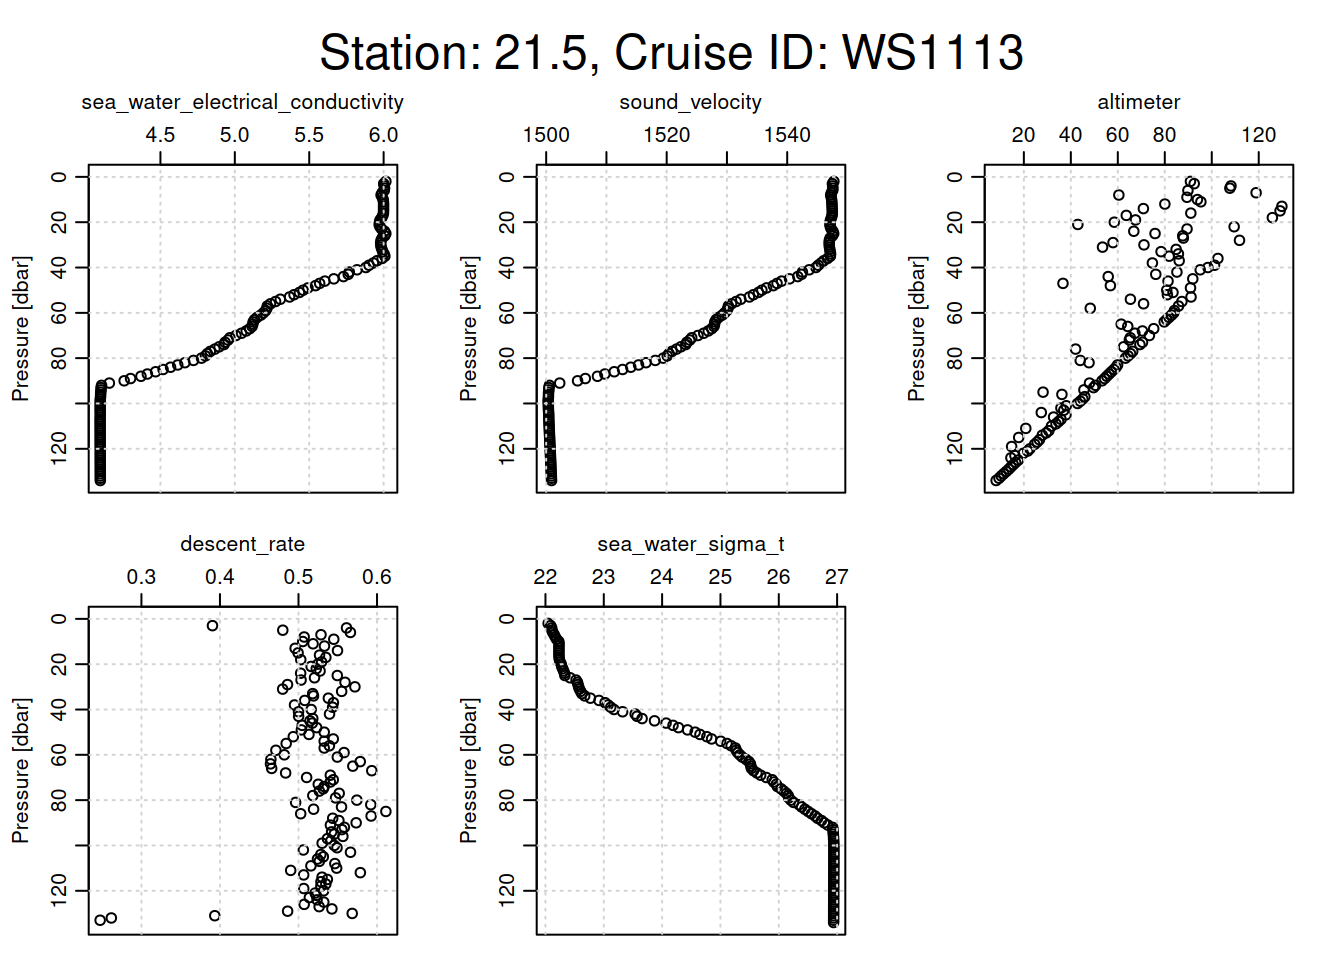 Station: 21.5, Cruise ID: WS1113
sea_water_electrical_conductivity
4.5 5.0 5.5 6.0
Pressure [dbar]
0 20 40 60 80 120
sound_velocity
1500 1520 1540
Pressure [dbar]
0 20 40 60 80 120
altimeter
20 40 60 80 120
Pressure [dbar]
0 20 40 60 80 120
descent_rate
0.3 0.4 0.5 0.6
Pressure [dbar]
0 20 40 60 80 120
sea_water_sigma_t
22 23 24 25 26 27
Pressure [dbar]
0 20 40 60 80 120